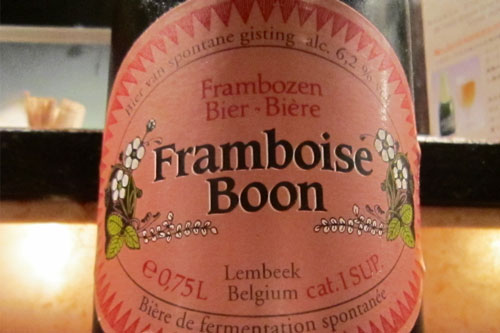 Bier van spontane gisting alc. 6,2 %
Frambozen
Bier - Bière
Framboise
Boon
e 0,75L
Lembeek
Belgium
cat. I SUP.
Bière de fermentation spontanée